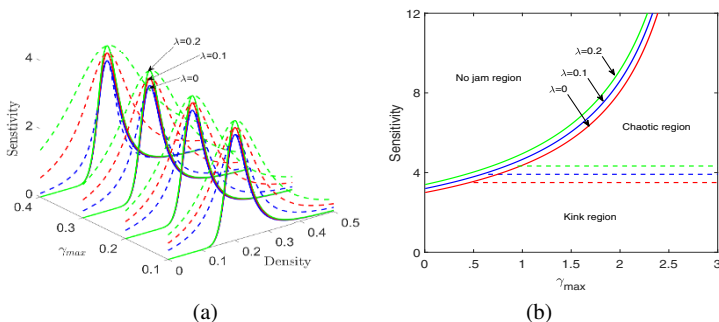 4
2
0
Senstivity
λ=0.2
λ=0.1
λ=0
0.4
0.3
0.2
0.1
γmax
0
0.1
0.2
0.3
0.4
0.5
Density
(a)
12
8
4
0
Sensitivity
No jam region
λ=0.2
λ=0.1
λ=0
Chaotic region
Kink region
0
.5
1
1.5
2
2.5
3
γmax
(b)